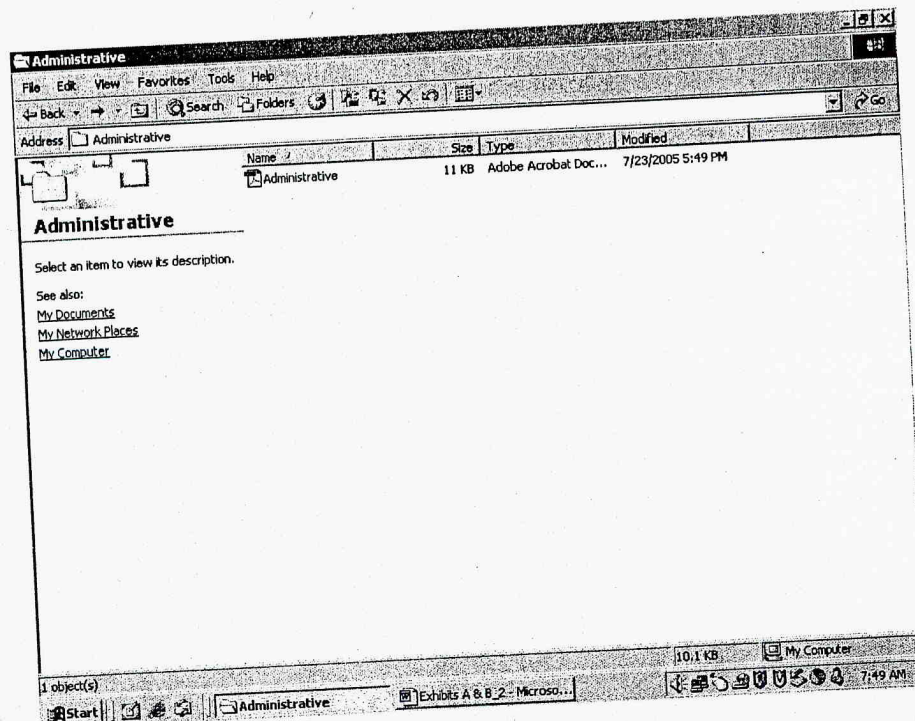 Administrative
File Edit View Favorites Tools Help
Back Search Folders
Address Administrative Go
Name Size Type Modified
Administrative 11 KB Adobe Acrobat Doc... 7/23/2005 5:49 PM
Administrative
Select an item to view its description.
See also:
My Documents
My Network Places
My Computer
1 object(s) 10.1 KB My Computer
Start Administrative Exhibits A & B_2 - Microso... 7:49 AM